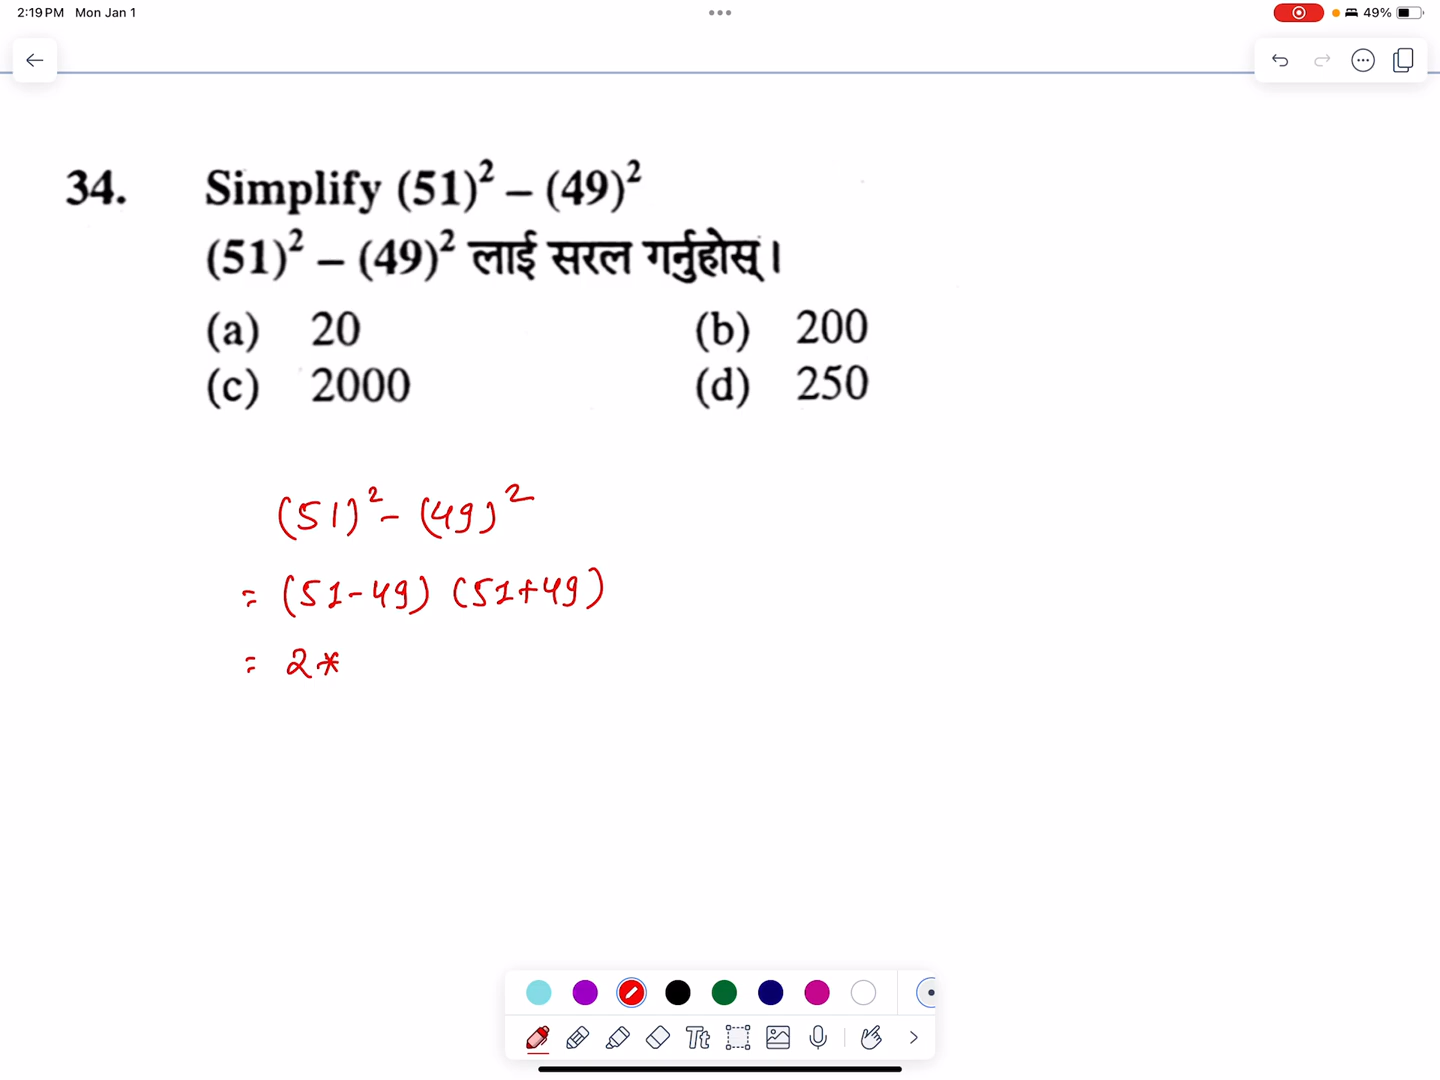 2:19 PM Mon Jan 1
49%
34. Simplify (51)² – (49)²
(51)² – (49)² लाई सरल गर्नुहोस् ।
(a) 20 (b) 200
(c) 2000 (d) 250
(51)² - (49)²
= (51-49) (51+49)
= 2*
Tt